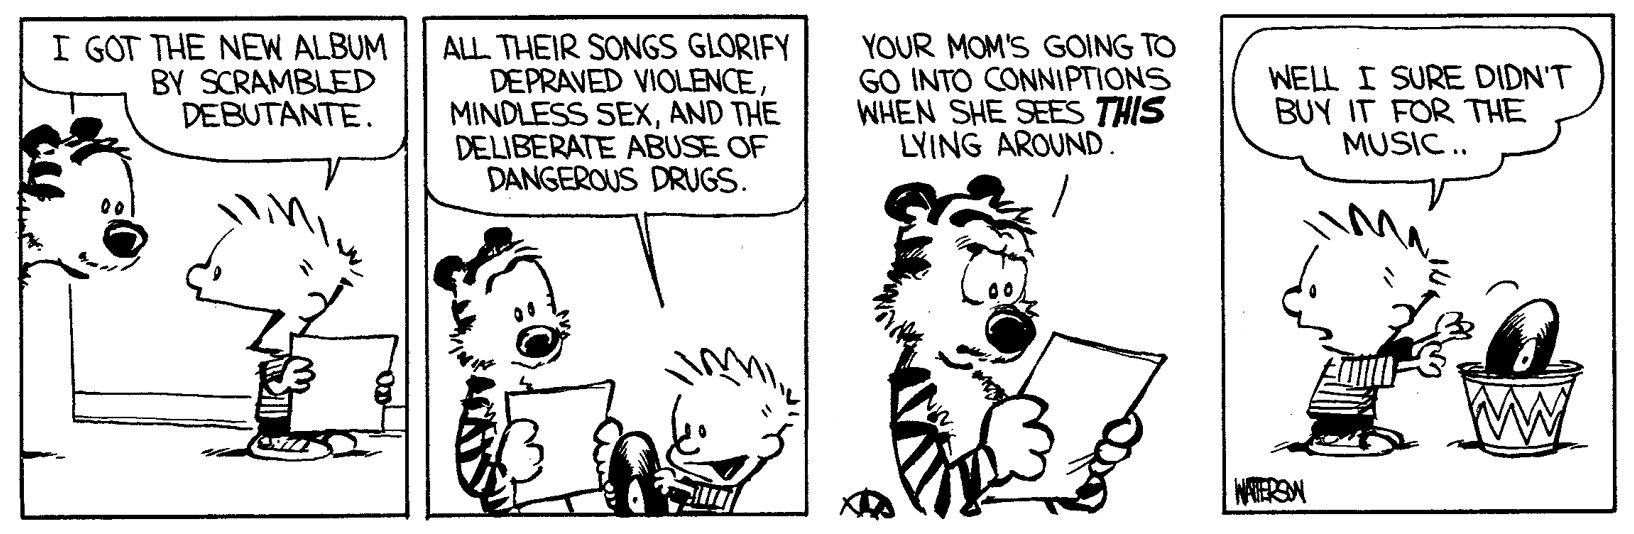 I GOT THE NEW ALBUM
BY SCRAMBLED
DEBUTANTE.
ALL THEIR SONGS GLORIFY
DEPRAVED VIOLENCE,
MINDLESS SEX, AND THE
DELIBERATE ABUSE OF
DANGEROUS DRUGS.
YOUR MOM'S GOING TO
GO INTO CONNIPTIONS
WHEN SHE SEES THIS
LYING AROUND.
WELL I SURE DIDN'T
BUY IT FOR THE
MUSIC..
WATTERSON